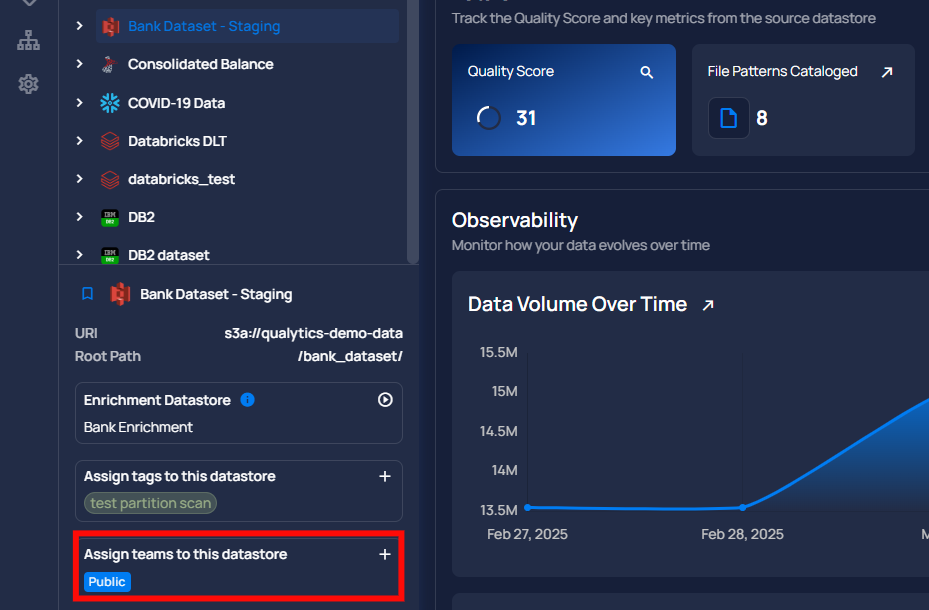 Bank Dataset - Staging
Consolidated Balance
COVID-19 Data
Databricks DLT
databricks_test
DB2
DB2 dataset
Bank Dataset - Staging
URI s3a://qualytics-demo-data
Root Path /bank_dataset/
Enrichment Datastore
Bank Enrichment
Assign tags to this datastore
test partition scan
Assign teams to this datastore
Public
Track the Quality Score and key metrics from the source datastore
Quality Score
31
File Patterns Cataloged
8
Observability
Monitor how your data evolves over time
Data Volume Over Time
15.5M
15M
14.5M
14M
13.5M
Feb 27, 2025 Feb 28, 2025